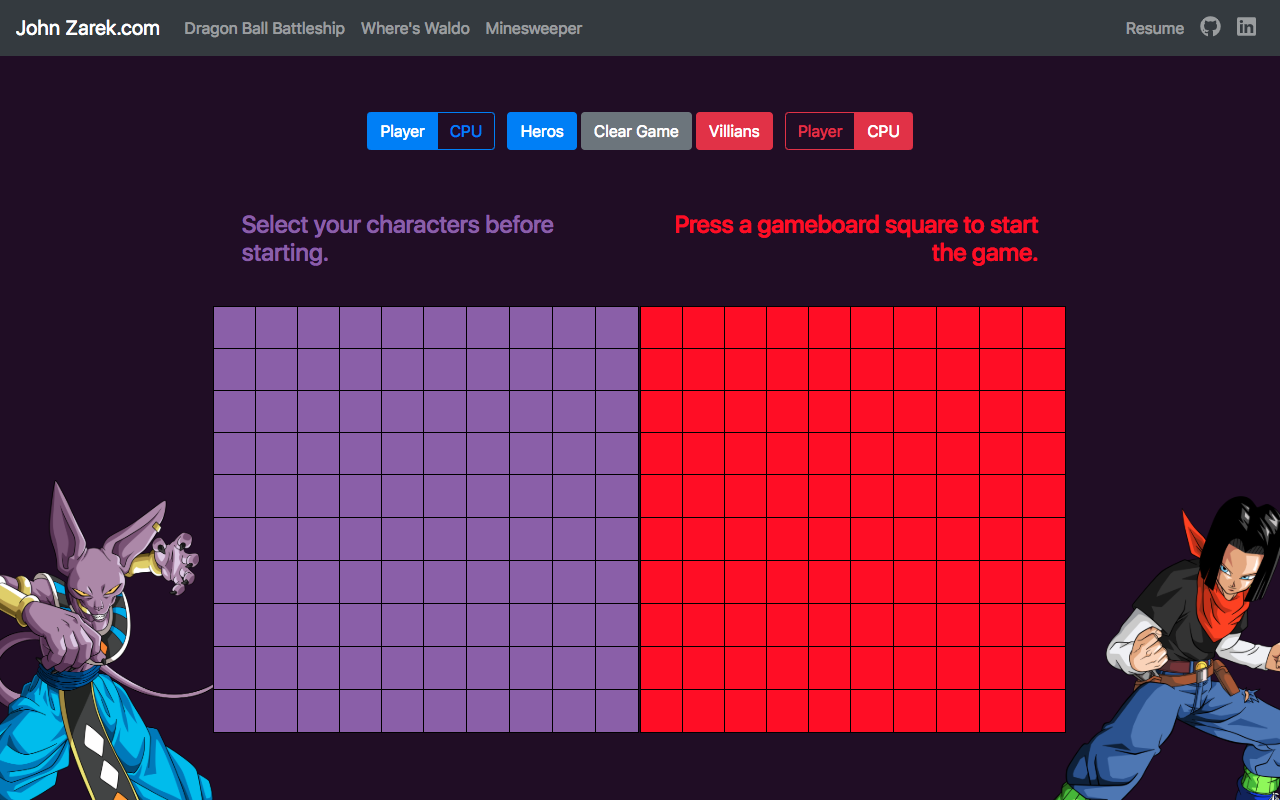 John Zarek.com Dragon Ball Battleship Where's Waldo Minesweeper Resume in
Player CPU Heros Clear Game Villians Player CPU
Select your characters before
starting.
Press a gameboard square to start
the game.